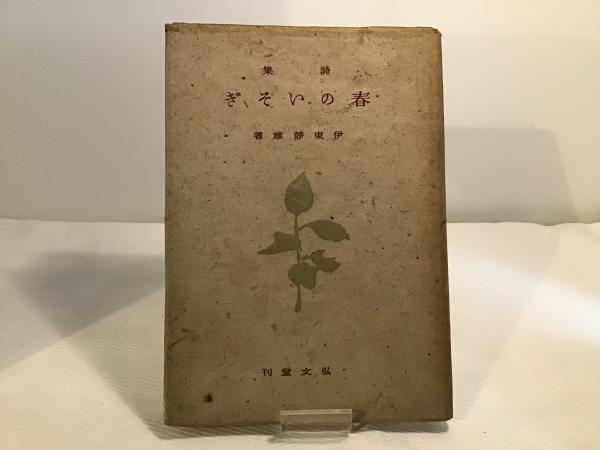 詩集
春のいそぎ
伊東靜雄著
弘文堂刊